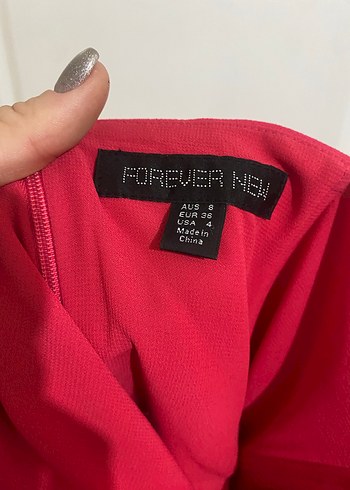 FOREVER NEW
AUS 8
EUR 36
USA 4
Made in
China